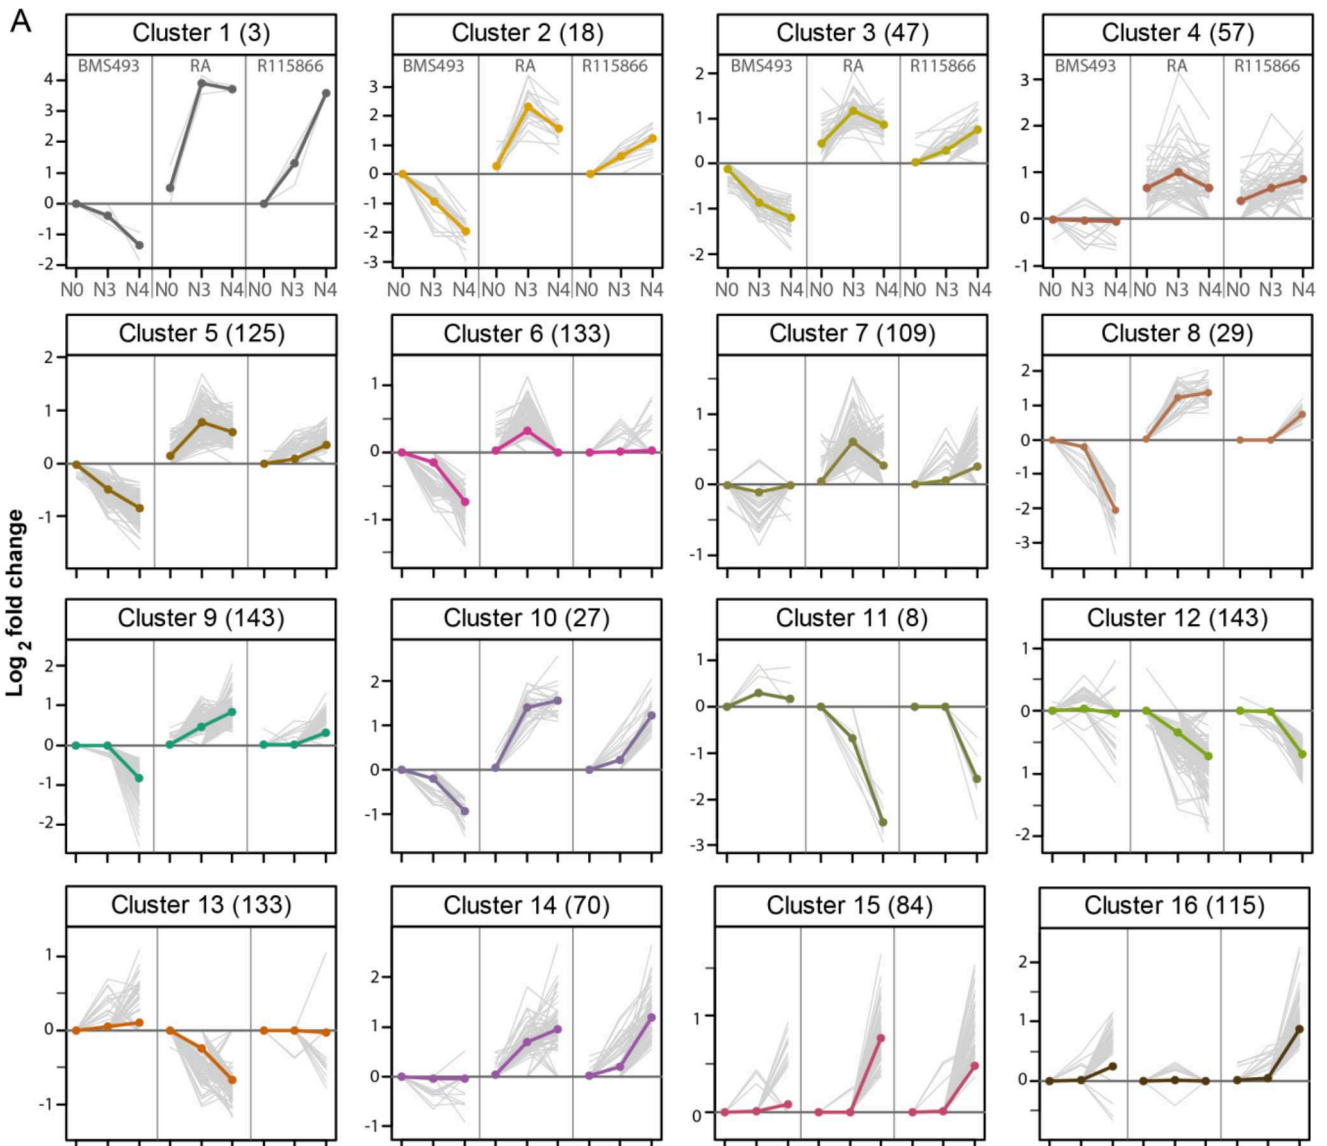 A
Cluster 1 (3) Cluster 2 (18) Cluster 3 (47) Cluster 4 (57)
BMS493 RA R115866 BMS493 RA R115866 BMS493 RA R115866 BMS493 RA R115866
4 3 2 1 0 -1 -2
3 2 1 0 -1 -2 -3
2 1 0 -1 -2
3 2 1 0 -1
N0 N3 N4 N0 N3 N4 N0 N3 N4
N0 N3 N4 N0 N3 N4 N0 N3 N4
N0 N3 N4 N0 N3 N4 N0 N3 N4
N0 N3 N4 N0 N3 N4 N0 N3 N4
Cluster 5 (125) Cluster 6 (133) Cluster 7 (109) Cluster 8 (29)
2 1 0 -1
1 0 -1
1 0 -1
2 1 0 -1 -2 -3
Log2 fold change
Cluster 9 (143) Cluster 10 (27) Cluster 11 (8) Cluster 12 (143)
2 1 0 -1 -2
2 1 0 -1
1 0 -1 -2 -3
1 0 1 -2
Cluster 13 (133) Cluster 14 (70) Cluster 15 (84) Cluster 16 (115)
1 0 -1
2 1 0 -1
1 0
2 1 0